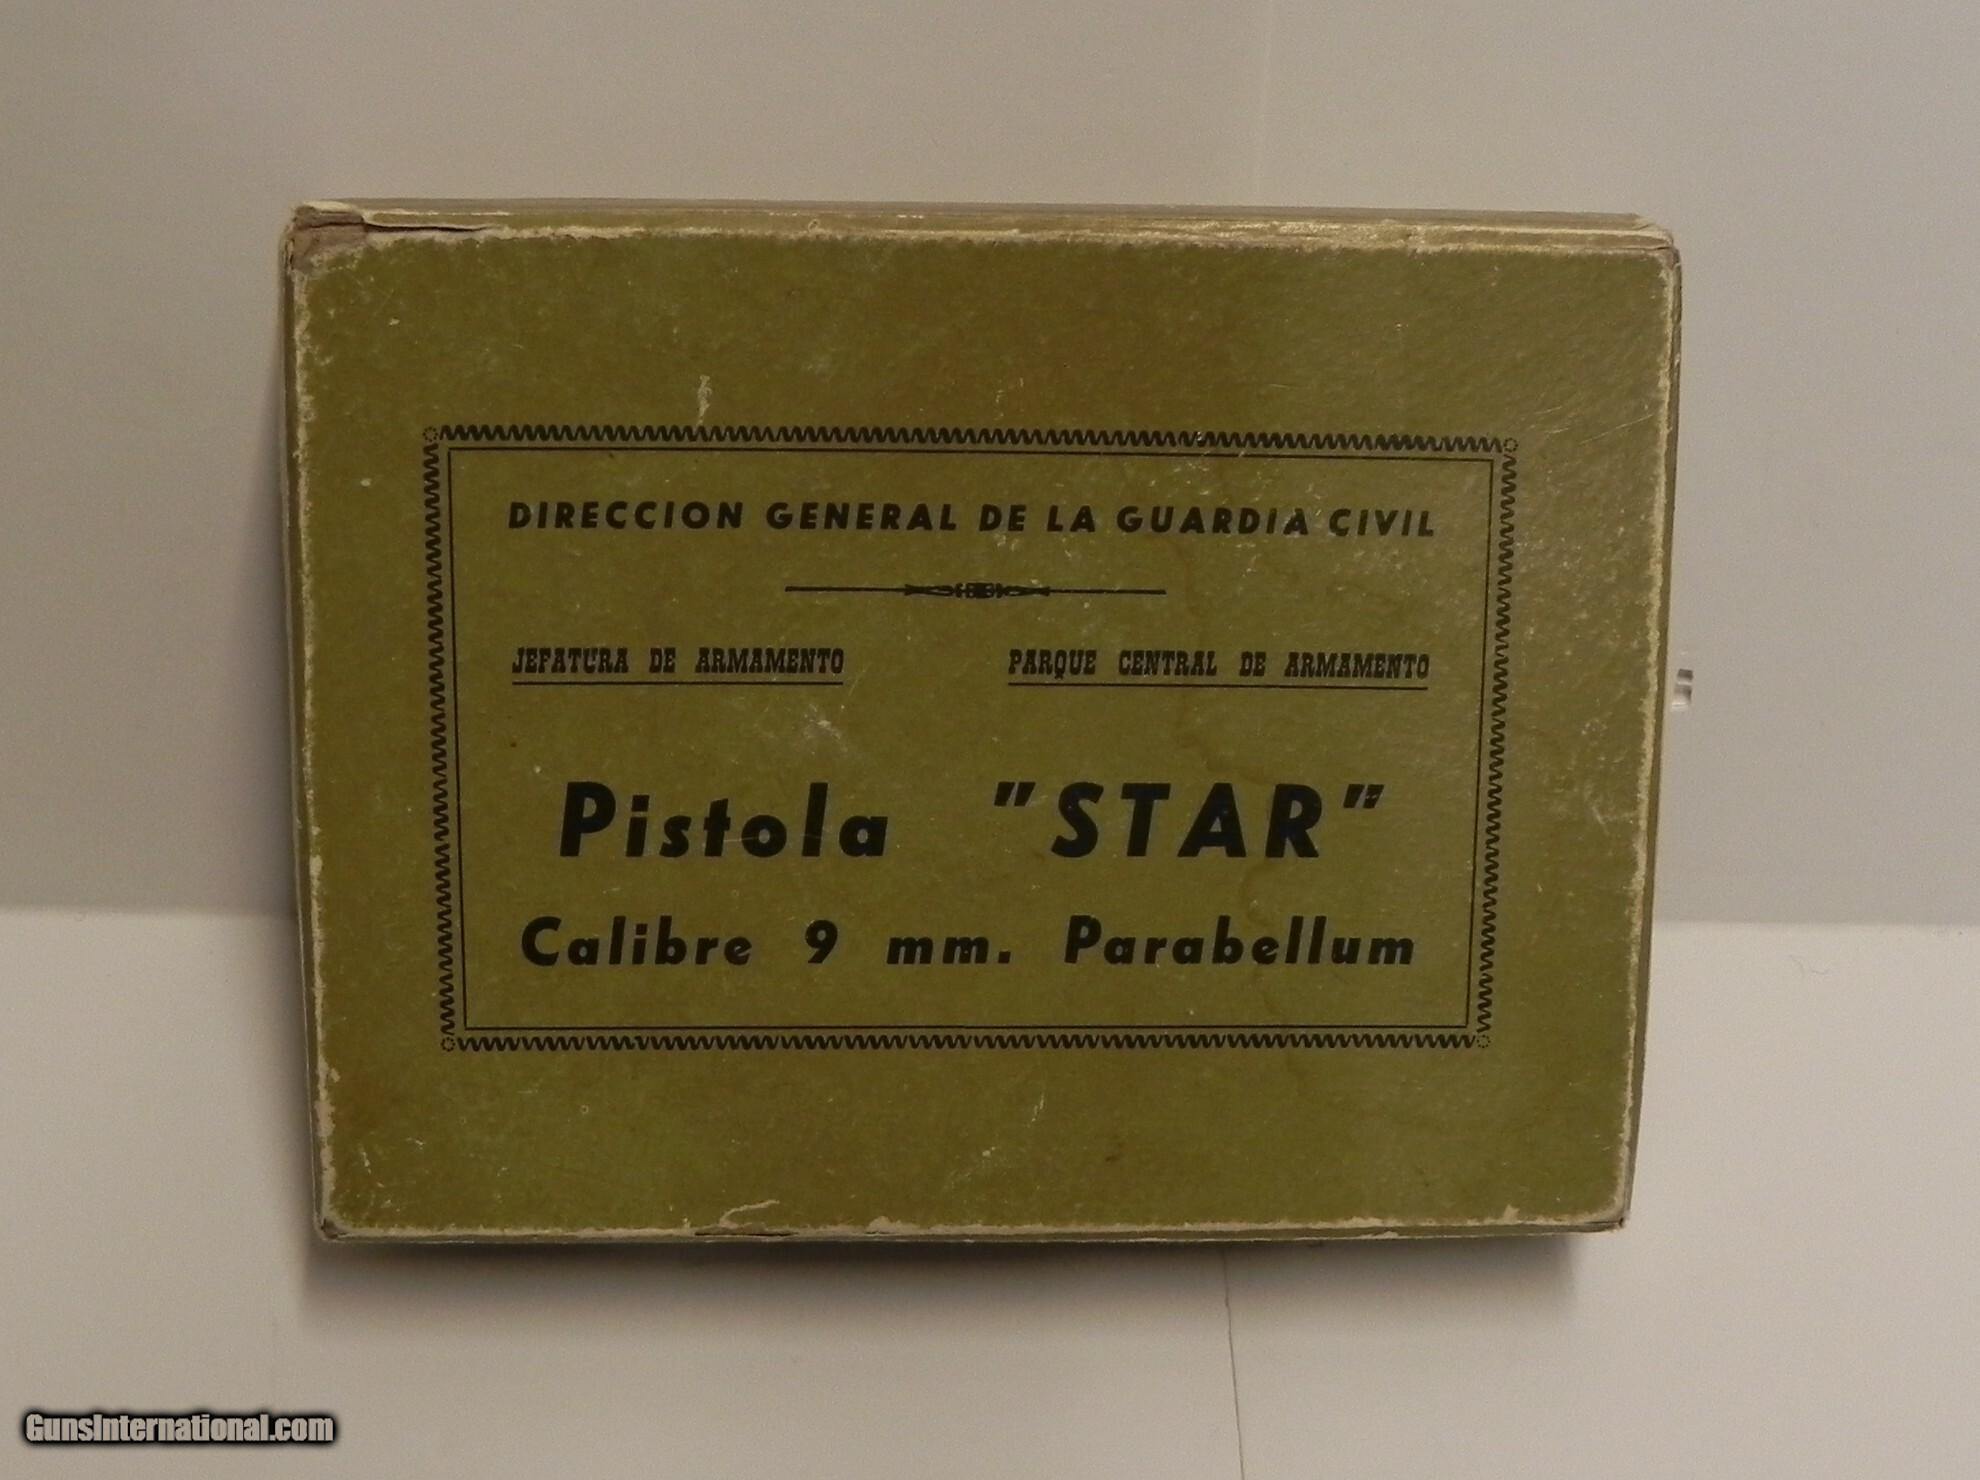 DIRECCION GENERAL DE LA GUARDIA CIVIL
JEFATURA DE ARMAMENTO PARQUE CENTRAL DE ARMAMENTO
Pistola "STAR"
Calibre 9 mm. Parabellum
GunsInternational.com